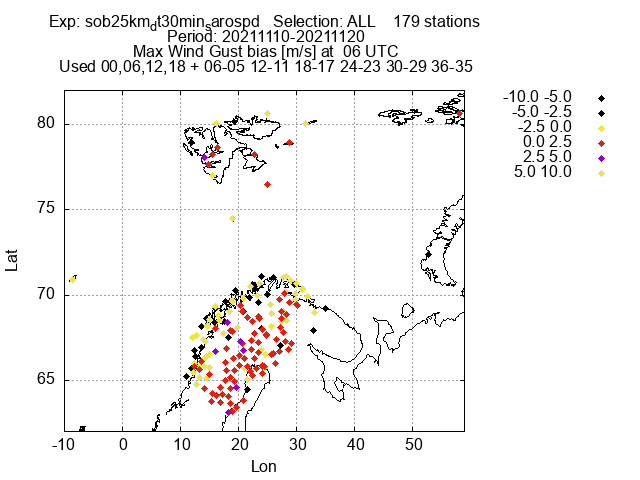 Exp: sob25km_dt30min_sarospd   Selection: ALL    179 stations
Period: 20211110-20211120
Max Wind Gust bias [m/s] at  06 UTC
Used 00,06,12,18 + 06-05 12-11 18-17 24-23 30-29 36-35
-10.0 -5.0
-5.0 -2.5
-2.5 0.0
0.0 2.5
2.5 5.0
5.0 10.0
80
75
70
65
Lat
-10 0 10 20 30 40 50
Lon